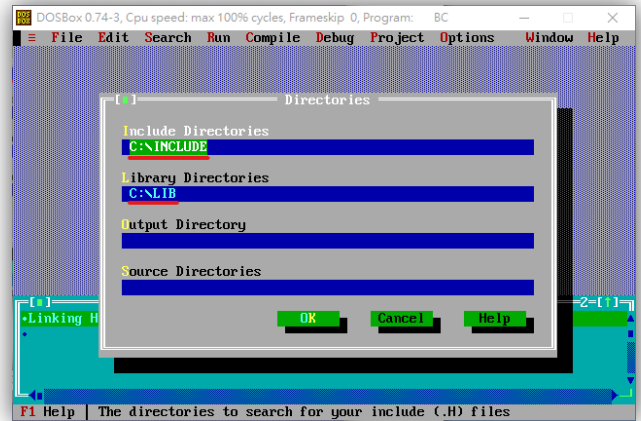 DOSBox 0.74-3, Cpu speed: max 100% cycles, Frameskip 0, Program: BC
≡ File Edit Search Run Compile Debug Project Options Window Help
Directories
Include Directories
C:\INCLUDE
Library Directories
C:\LIB
Output Directory
Source Directories
OK Cancel Help
2=[↑]
•Linking H
F1 Help | The directories to search for your include (.H) files